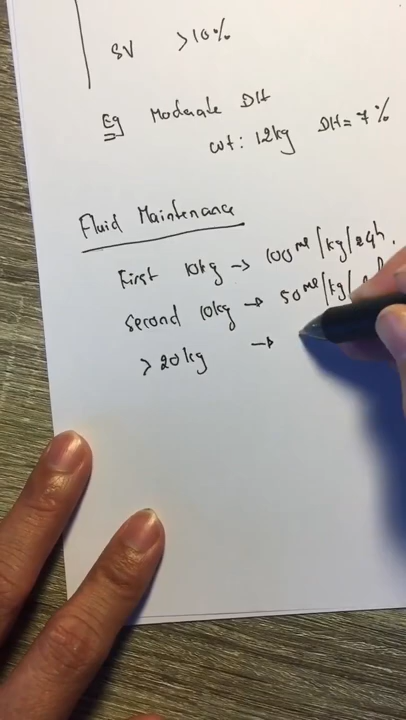 SV >10%
Eg Moderate DH
wt: 12kg DH = 7%
Fluid Maintenance
First 10kg → 100ml/kg/24h.
second 10kg → 50ml/kg/
>20kg →